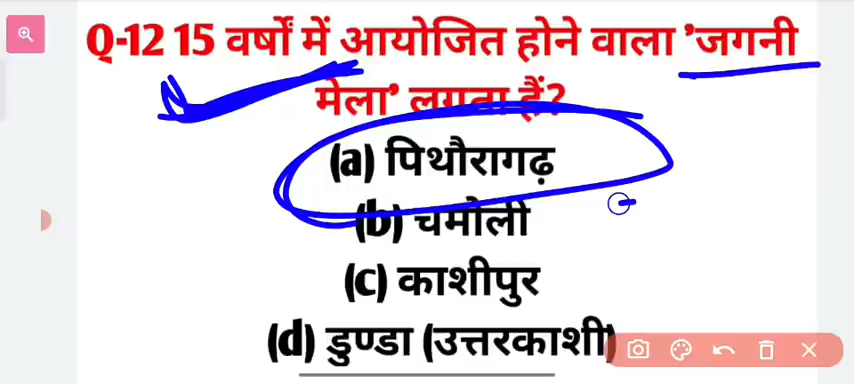 Q-12 15 वर्षों में आयोजित होने वाला 'जगनी
मेला' लगता हैं?
(a) पिथौरागढ़
(b) चमोली
(c) काशीपुर
(d) डुण्डा (उत्तरकाशी)